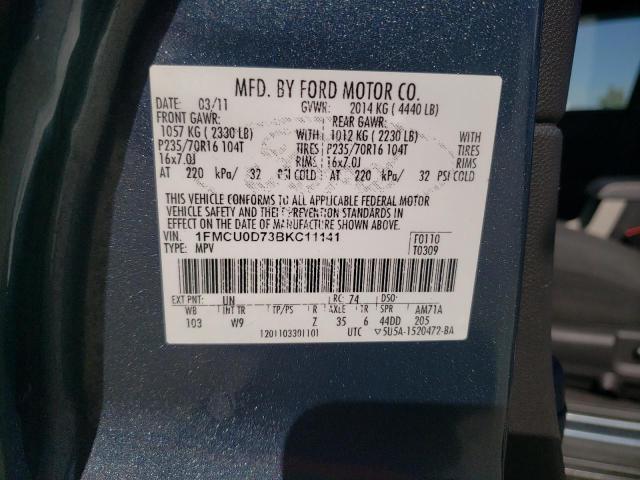 MFD. BY FORD MOTOR CO.
DATE: 03/11 GVWR: 2014 KG ( 4440 LB)
FRONT GAWR: REAR GAWR:
1057 KG ( 2330 LB) WITH 1012 KG ( 2230 LB) WITH
P235/70R16 104T TIRES P235/70R16 104T TIRES
16x7.0J RIMS 16x7.0J RIMS
AT 220 kPa/ 32 PSI COLD AT 220 kPa/ 32 PSI COLD
THIS VEHICLE CONFORMS TO ALL APPLICABLE FEDERAL MOTOR
VEHICLE SAFETY AND THEFT PREVENTION STANDARDS IN
EFFECT ON THE DATE OF MANUFACTURE SHOWN ABOVE.
VIN: 1FMCU0D73BKC11141 F0110
TYPE: MPV T0309
EXT PNT: UN RC: 74 DSO:
WB INT TR TP/PS R AXLE TR SPR AM71A
103 W9 Z 35 6 44DD 205
1201103301101 UTC 5U5A-1520472-BA